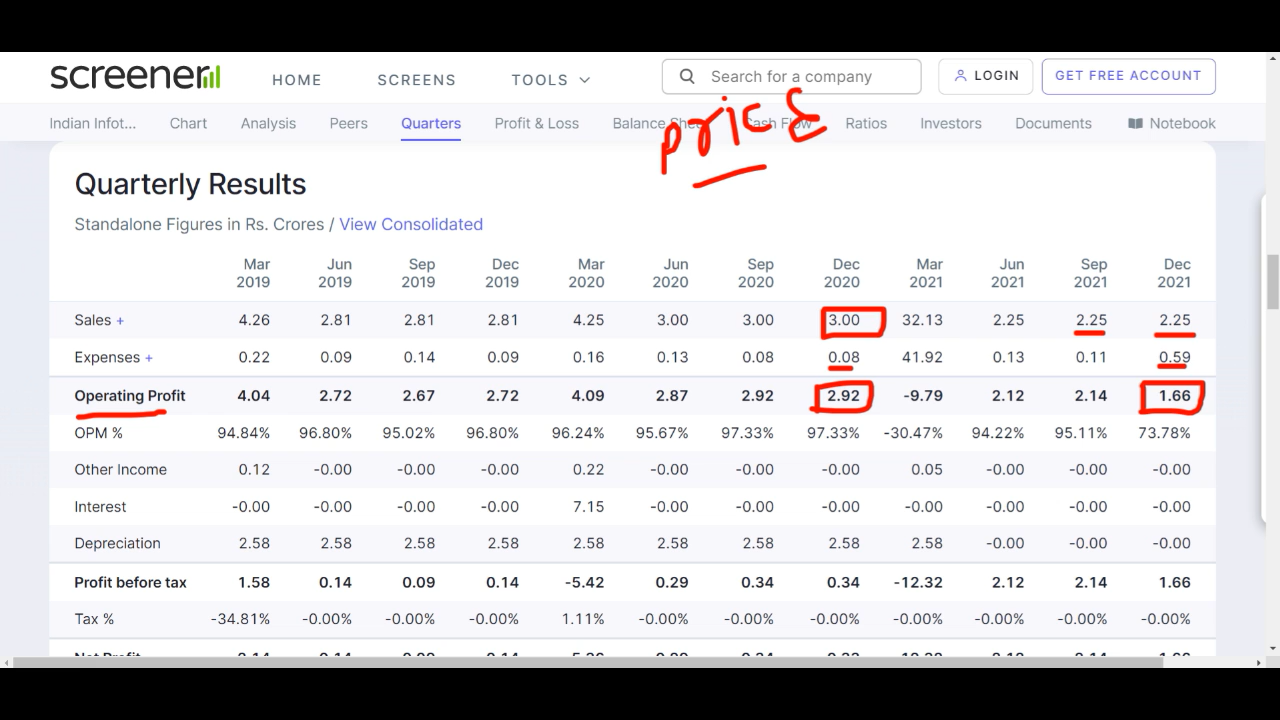 screener HOME SCREENS TOOLS Search for a company LOGIN GET FREE ACCOUNT
Indian Infot... Chart Analysis Peers Quarters Profit & Loss Balance Sheet Cash Flow Ratios Investors Documents Notebook
price
Quarterly Results
Standalone Figures in Rs. Crores / View Consolidated
Mar 2019 Jun 2019 Sep 2019 Dec 2019 Mar 2020 Jun 2020 Sep 2020 Dec 2020 Mar 2021 Jun 2021 Sep 2021 Dec 2021
Sales + 4.26 2.81 2.81 2.81 4.25 3.00 3.00 3.00 32.13 2.25 2.25 2.25
Expenses + 0.22 0.09 0.14 0.09 0.16 0.13 0.08 0.08 41.92 0.13 0.11 0.59
Operating Profit 4.04 2.72 2.67 2.72 4.09 2.87 2.92 2.92 -9.79 2.12 2.14 1.66
OPM % 94.84% 96.80% 95.02% 96.80% 96.24% 95.67% 97.33% 97.33% -30.47% 94.22% 95.11% 73.78%
Other Income 0.12 -0.00 -0.00 -0.00 0.22 -0.00 -0.00 -0.00 0.05 -0.00 -0.00 -0.00
Interest -0.00 -0.00 -0.00 -0.00 7.15 -0.00 -0.00 -0.00 -0.00 -0.00 -0.00 -0.00
Depreciation 2.58 2.58 2.58 2.58 2.58 2.58 2.58 2.58 2.58 -0.00 -0.00 -0.00
Profit before tax 1.58 0.14 0.09 0.14 -5.42 0.29 0.34 0.34 -12.32 2.12 2.14 1.66
Tax % -34.81% -0.00% -0.00% -0.00% 1.11% -0.00% -0.00% -0.00% -0.00% -0.00% -0.00% -0.00%
Net Profit